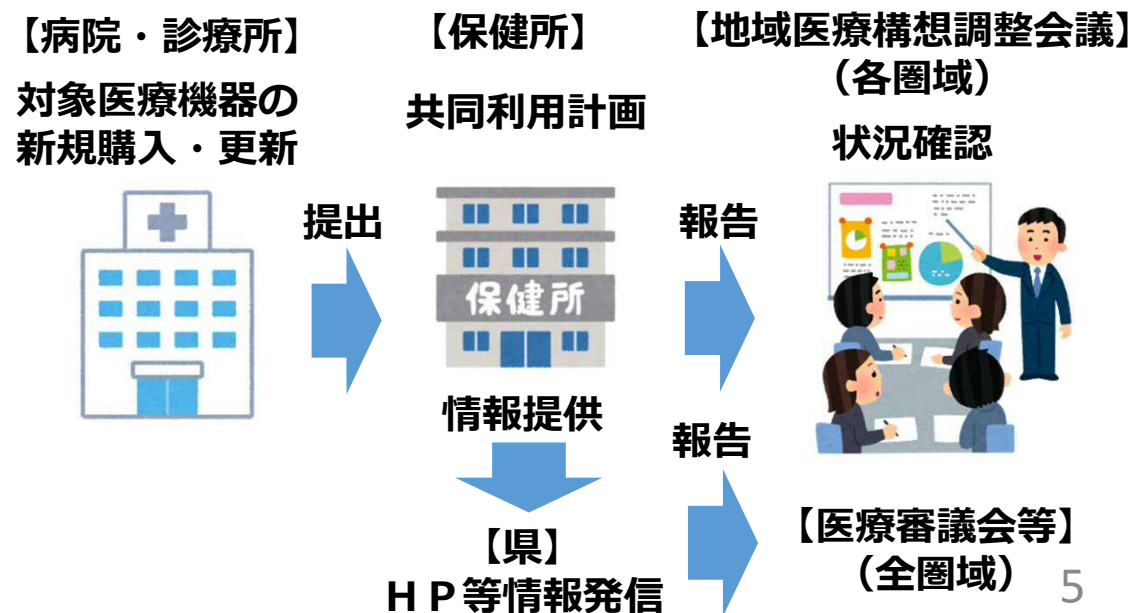 【病院・診療所】
対象医療機器の
新規購入・更新
提出
【保健所】
共同利用計画
保健所
情報提供
【県】
ＨＰ等情報発信
報告
【地域医療構想調整会議】
（各圏域）
状況確認
報告
【医療審議会等】
（全圏域）
5